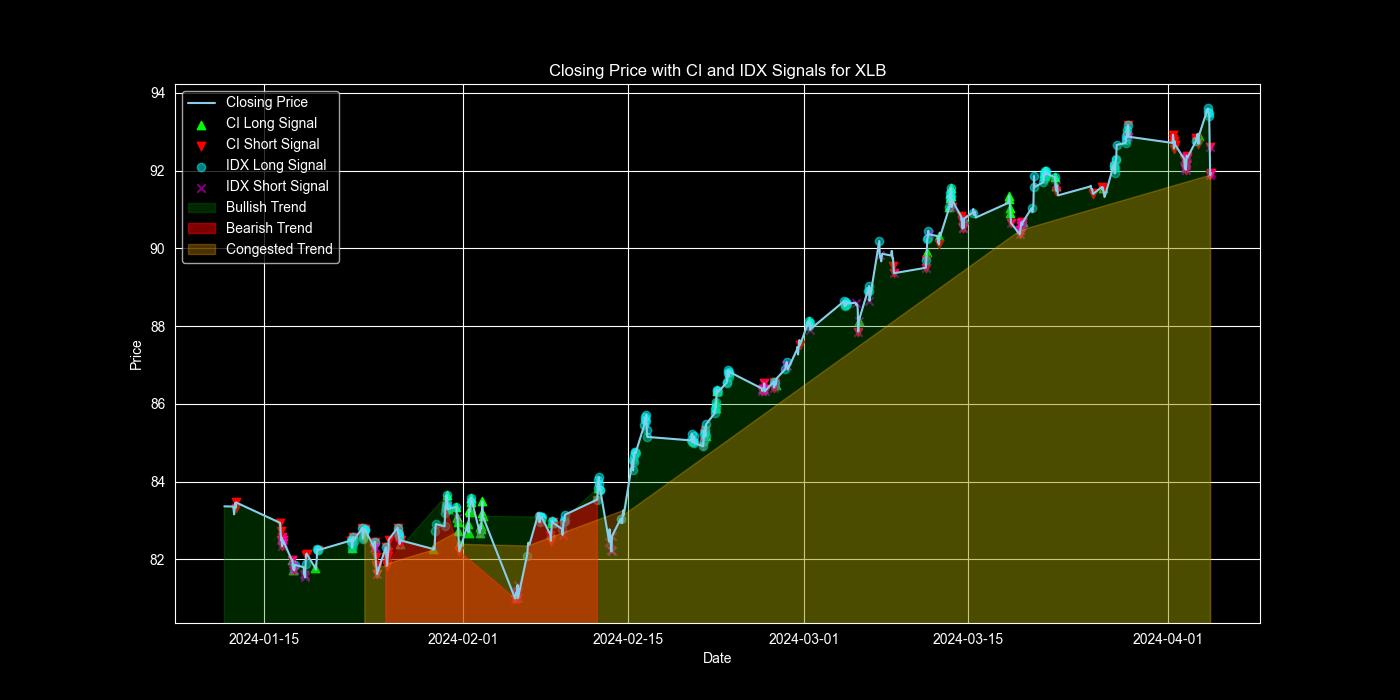 Closing Price with CI and IDX Signals for XLB
Closing Price
CI Long Signal
CI Short Signal
IDX Long Signal
IDX Short Signal
Bullish Trend
Bearish Trend
Congested Trend
Price
94
92
90
88
86
84
82
2024-01-15
2024-02-01
2024-02-15
2024-03-01
2024-03-15
2024-04-01
Date